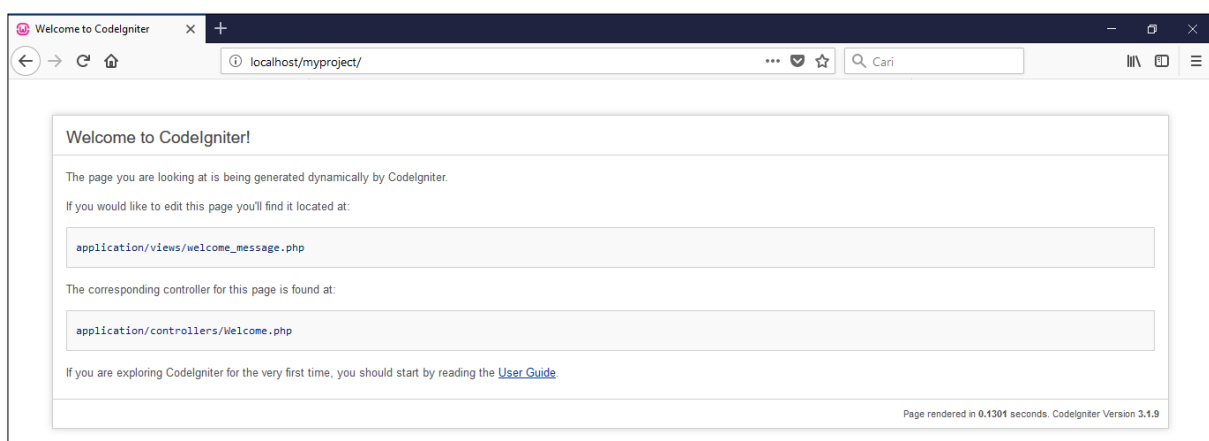 Welcome to CodeIgniter
localhost/myproject/
Cari
Welcome to CodeIgniter!
The page you are looking at is being generated dynamically by CodeIgniter.
If you would like to edit this page you'll find it located at:
application/views/welcome_message.php
The corresponding controller for this page is found at:
application/controllers/Welcome.php
If you are exploring CodeIgniter for the very first time, you should start by reading the User Guide.
Page rendered in 0.1301 seconds. CodeIgniter Version 3.1.9